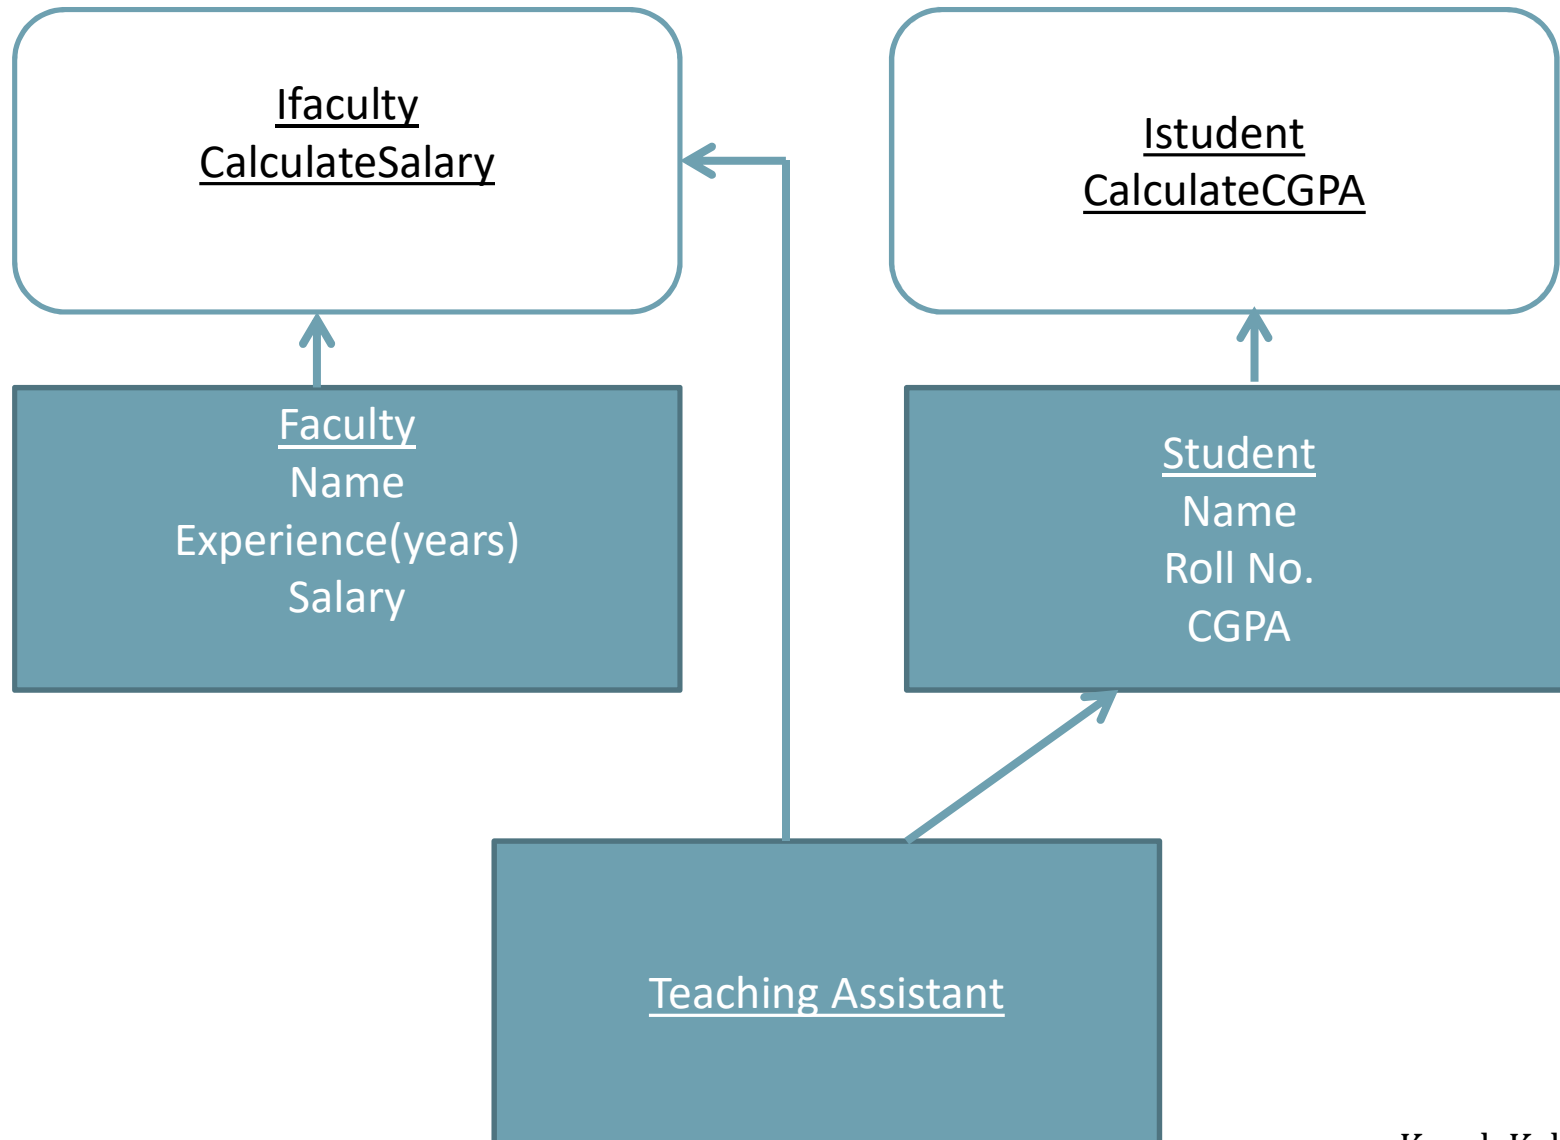 Ifaculty
CalculateSalary
Istudent
CalculateCGPA
Faculty
Name
Experience(years)
Salary
Student
Name
Roll No.
CGPA
Teaching Assistant